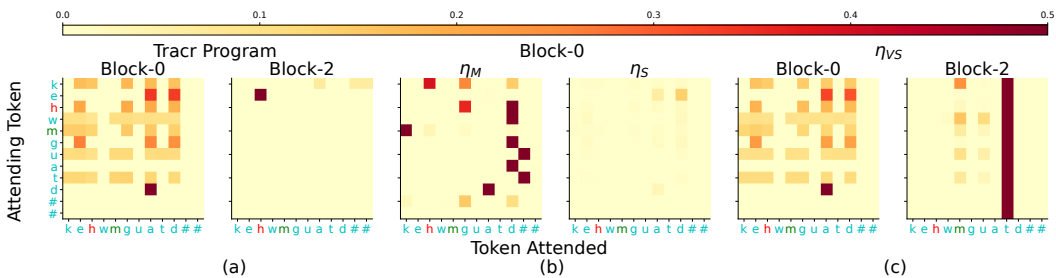 0.0 0.1 0.2 0.3 0.4 0.5
Tracr Program Block-0 η_VS
Block-0 Block-2 η_M η_S Block-0 Block-2
Attending Token
k
e
h
w
m
g
u
a
t
d
#
#
k e h w m g u a t d # # k e h w m g u a t d # # k e h w m g u a t d # # k e h w m g u a t d # # k e h w m g u a t d # # k e h w m g u a t d # #
Token Attended
(a) (b) (c)